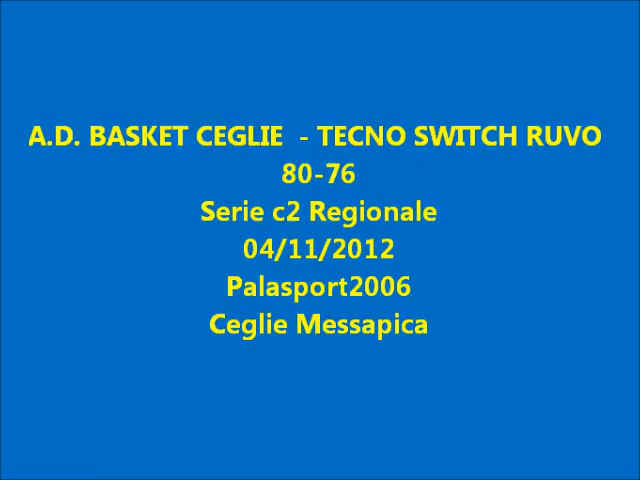 A.D. BASKET CEGLIE  - TECNO SWITCH RUVO
80-76
Serie c2 Regionale
04/11/2012
Palasport2006
Ceglie Messapica